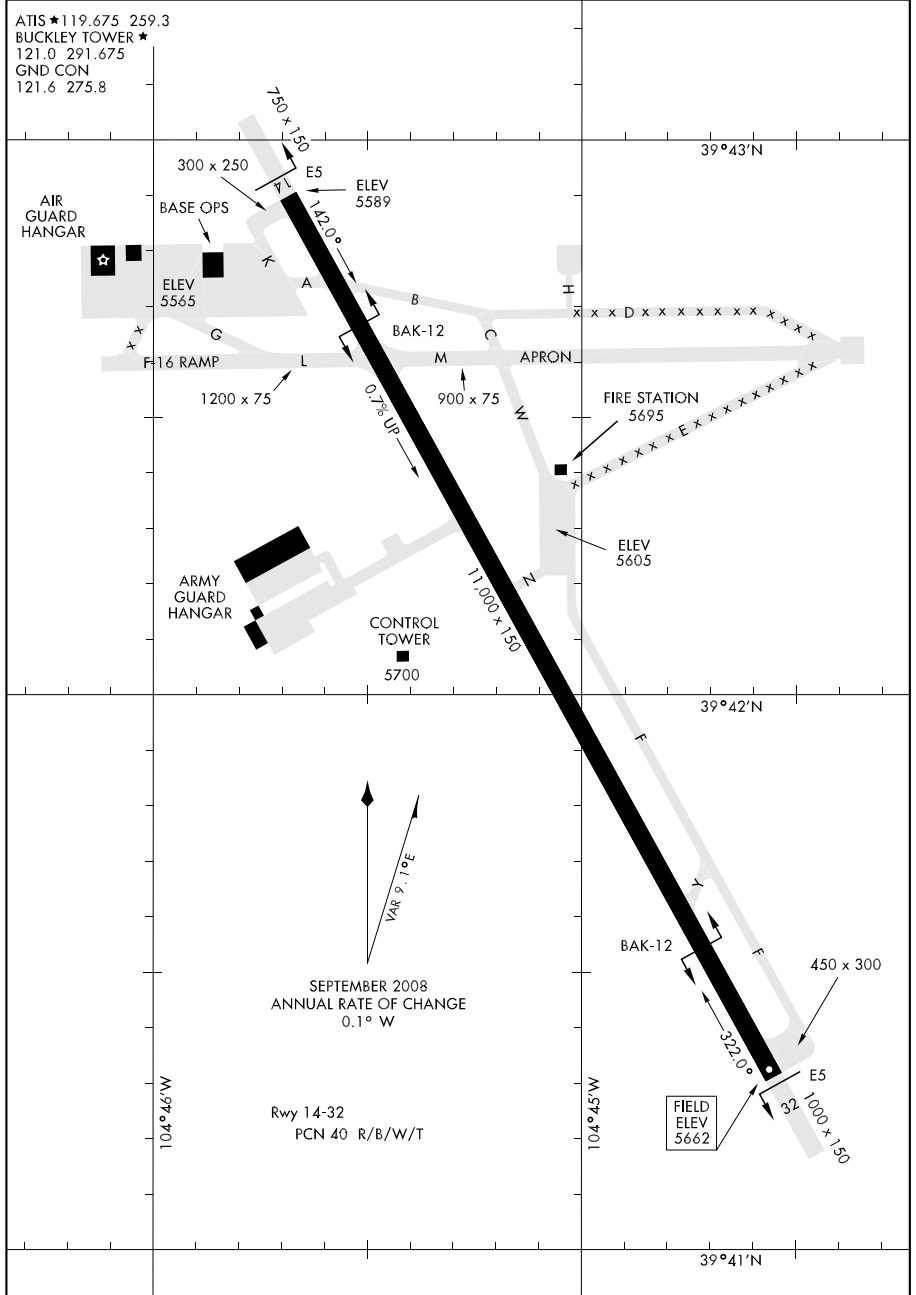 ATIS ★ 119.675 259.3
BUCKLEY TOWER ★
121.0 291.675
GND CON
121.6 275.8
750 x 150
39°43'N
300 x 250
E5
14
ELEV
5589
AIR
GUARD
HANGAR
BASE OPS
142.0°
K
ELEV
5565
A
B
H
D
G
BAK-12
C
F-16 RAMP
L
M
APRON
1200 x 75
0.7% UP
900 x 75
W
FIRE STATION
5695
E
ELEV
5605
11,000 x 150
N
ARMY
GUARD
HANGAR
CONTROL
TOWER
5700
39°42'N
F
VAR 9.1°E
Y
BAK-12
F
450 x 300
SEPTEMBER 2008
ANNUAL RATE OF CHANGE
0.1° W
322.0°
E5
32
1000 x 150
104°46'W
Rwy 14-32
PCN 40 R/B/W/T
104°45'W
FIELD
ELEV
5662
39°41'N